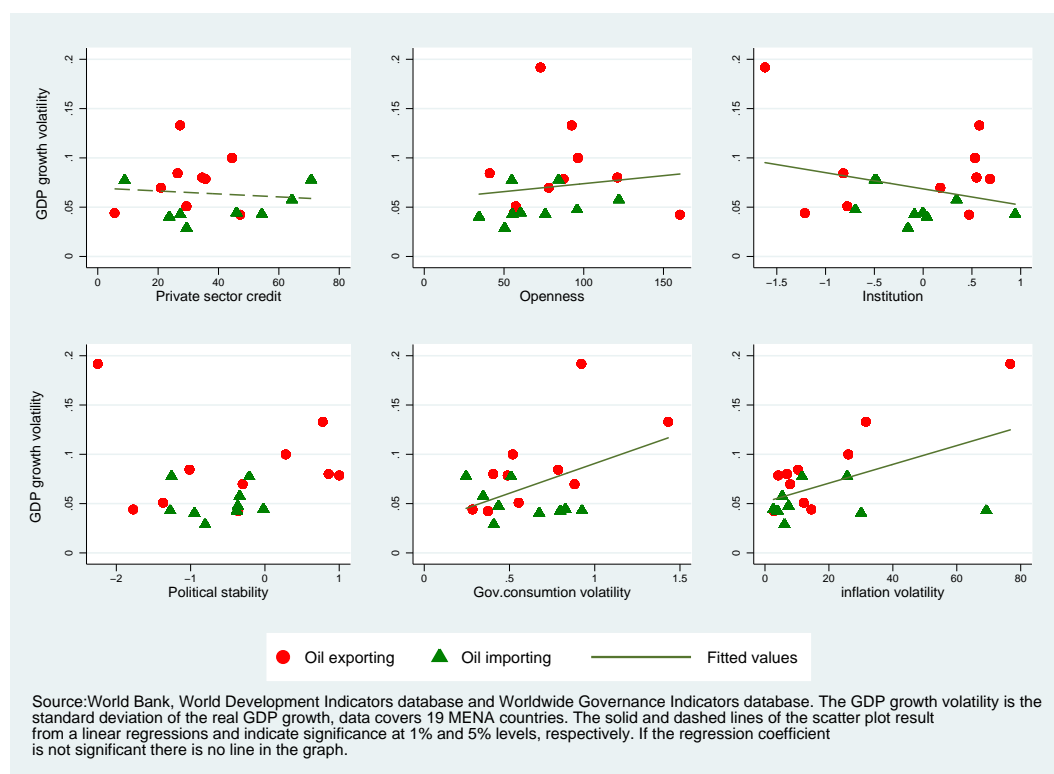 GDP growth volatility
0 .05 .1 .15 .2
0 20 40 60 80
Private sector credit
0 .05 .1 .15 .2
0 50 100 150
Openness
0 .05 .1 .15 .2
−1.5 −1 −.5 0 .5 1
Institution
GDP growth volatility
0 .05 .1 .15 .2
−2 −1 0 1
Political stability
0 .05 .1 .15 .2
0 .5 1 1.5
Gov.consumtion volatility
0 .05 .1 .15 .2
0 20 40 60 80
inflation volatility
Oil exporting Oil importing Fitted values
Source:World Bank, World Development Indicators database and Worldwide Governance Indicators database. The GDP growth volatility is the
standard deviation of the real GDP growth, data covers 19 MENA countries. The solid and dashed lines of the scatter plot result
from a linear regressions and indicate significance at 1% and 5% levels, respectively. If the regression coefficient
is not significant there is no line in the graph.